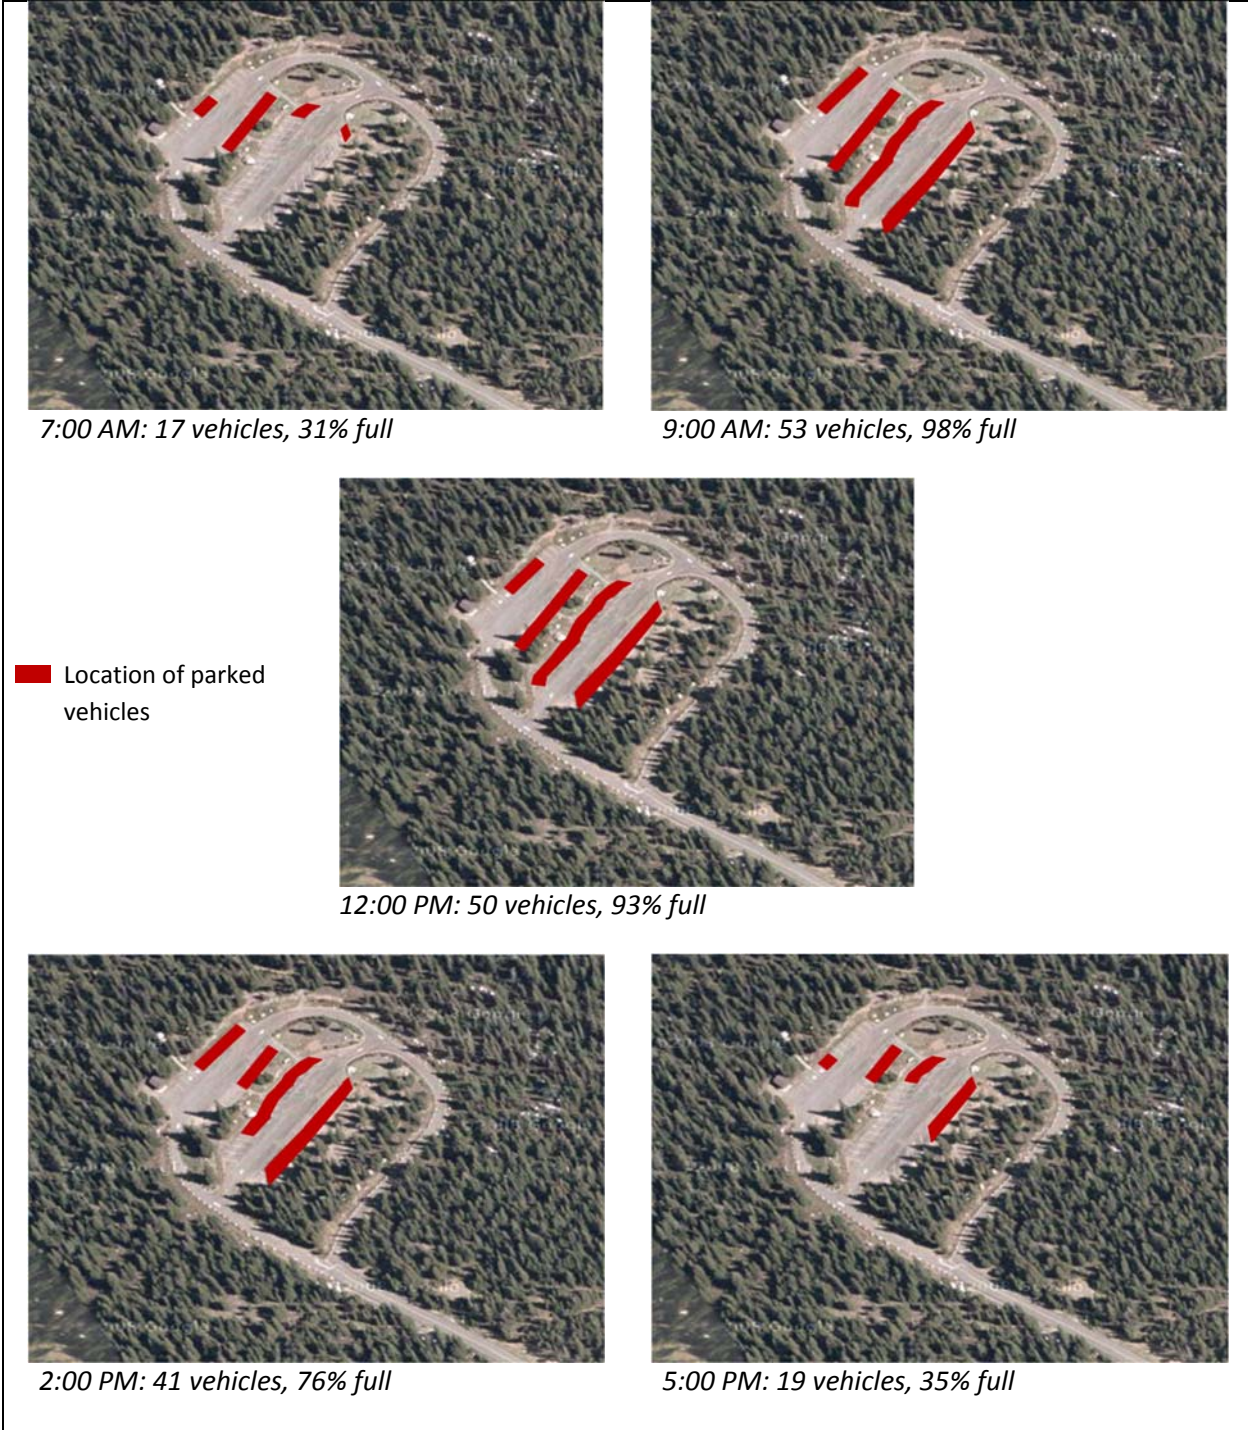 7:00 AM: 17 vehicles, 31% full
9:00 AM: 53 vehicles, 98% full
Location of parked
vehicles
12:00 PM: 50 vehicles, 93% full
2:00 PM: 41 vehicles, 76% full
5:00 PM: 19 vehicles, 35% full